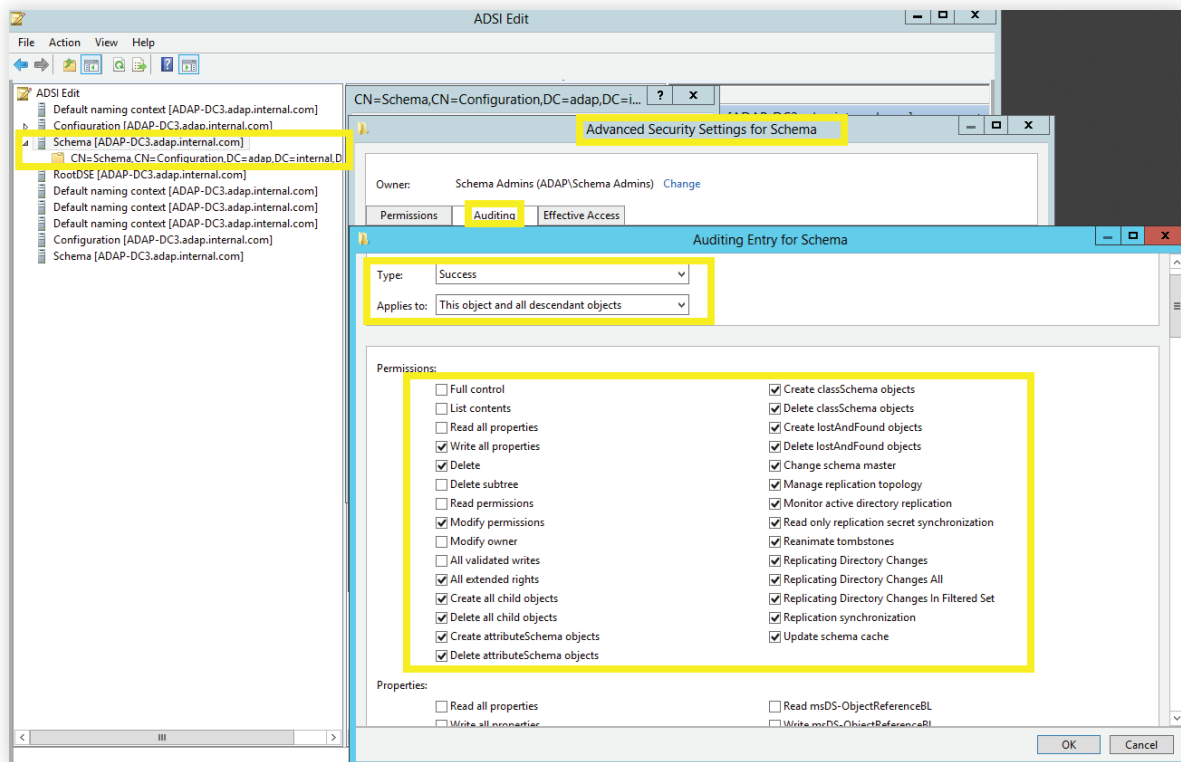 ADSI Edit
File Action View Help
ADSI Edit
Default naming context [ADAP-DC3.adap.internal.com]
Configuration [ADAP-DC3.adap.internal.com]
Schema [ADAP-DC3.adap.internal.com]
CN=Schema,CN=Configuration,DC=adap,DC=internal,D
RootDSE [ADAP-DC3.adap.internal.com]
Default naming context [ADAP-DC3.adap.internal.com]
Default naming context [ADAP-DC3.adap.internal.com]
Default naming context [ADAP-DC3.adap.internal.com]
Configuration [ADAP-DC3.adap.internal.com]
Schema [ADAP-DC3.adap.internal.com]
CN=Schema,CN=Configuration,DC=adap,DC=i... ? x
Advanced Security Settings for Schema
Owner: Schema Admins (ADAP\Schema Admins) Change
Permissions Auditing Effective Access
Auditing Entry for Schema
Type: Success
Applies to: This object and all descendant objects
Permissions:
Full control
List contents
Read all properties
Write all properties
Delete
Delete subtree
Read permissions
Modify permissions
Modify owner
All validated writes
All extended rights
Create all child objects
Delete all child objects
Create attributeSchema objects
Delete attributeSchema objects
Create classSchema objects
Delete classSchema objects
Create lostAndFound objects
Delete lostAndFound objects
Change schema master
Manage replication topology
Monitor active directory replication
Read only replication secret synchronization
Reanimate tombstones
Replicating Directory Changes
Replicating Directory Changes All
Replicating Directory Changes In Filtered Set
Replication synchronization
Update schema cache
Properties:
Read all properties
Write all properties
Read msDS-ObjectReferenceBL
Write msDS-ObjectReferenceBL
OK Cancel